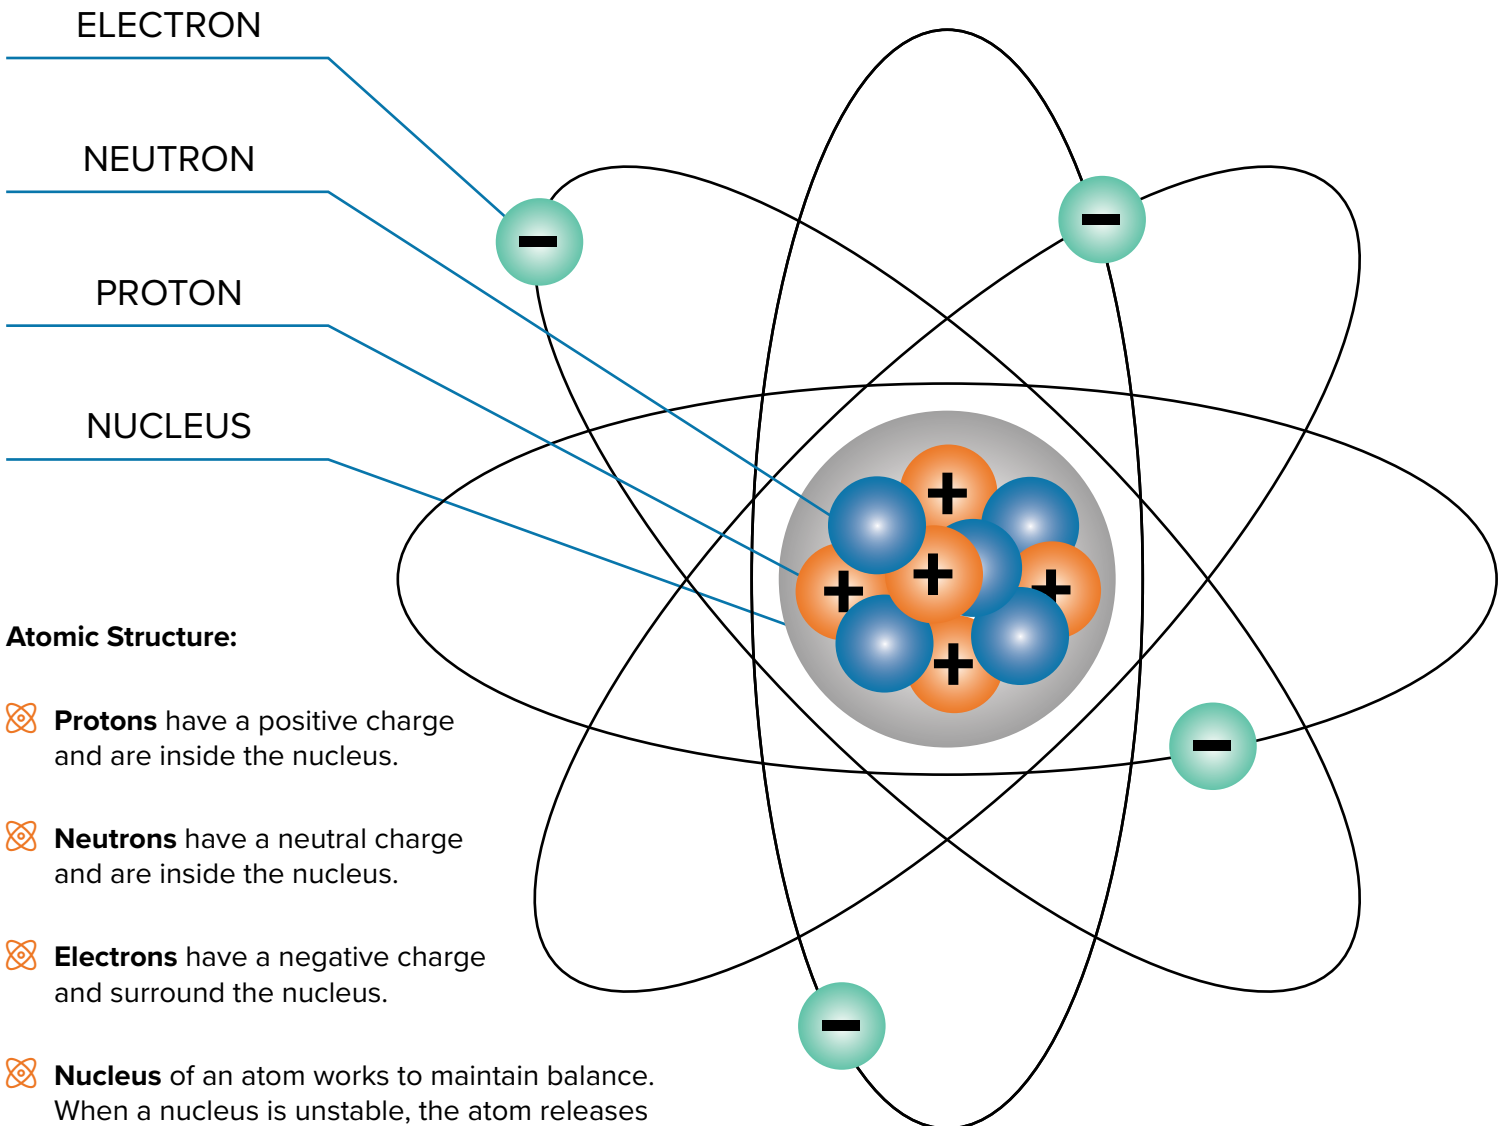 ELECTRON
NEUTRON
PROTON
NUCLEUS
−
−
+
+
+
+
+
−
−
Atomic Structure:
Protons have a positive charge
and are inside the nucleus.
Neutrons have a neutral charge
and are inside the nucleus.
Electrons have a negative charge
and surround the nucleus.
Nucleus of an atom works to maintain balance.
When a nucleus is unstable, the atom releases